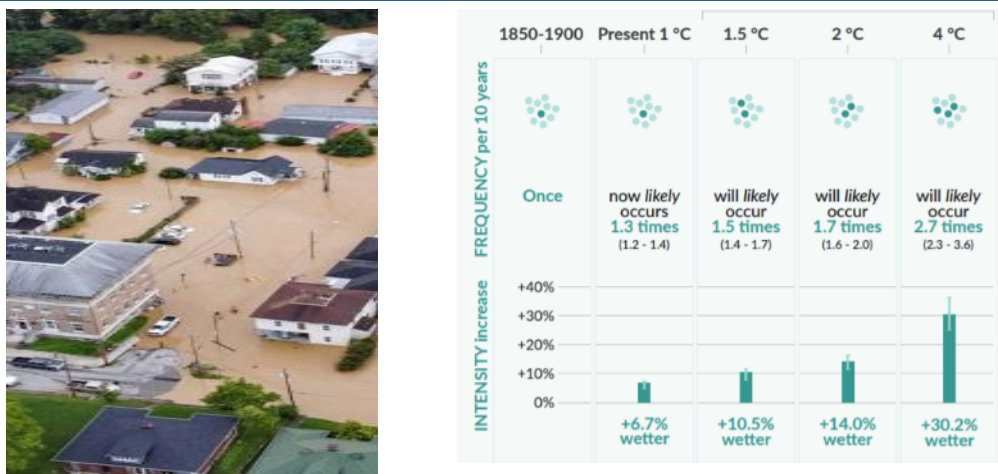 1850-1900 Present 1 °C 1.5 °C 2 °C 4 °C
FREQUENCY per 10 years
Once
now likely
occurs
1.3 times
(1.2 - 1.4)
will likely
occur
1.5 times
(1.4 - 1.7)
will likely
occur
1.7 times
(1.6 - 2.0)
will likely
occur
2.7 times
(2.3 - 3.6)
INTENSITY increase
+40%
+30%
+20%
+10%
0%
+6.7%
wetter
+10.5%
wetter
+14.0%
wetter
+30.2%
wetter